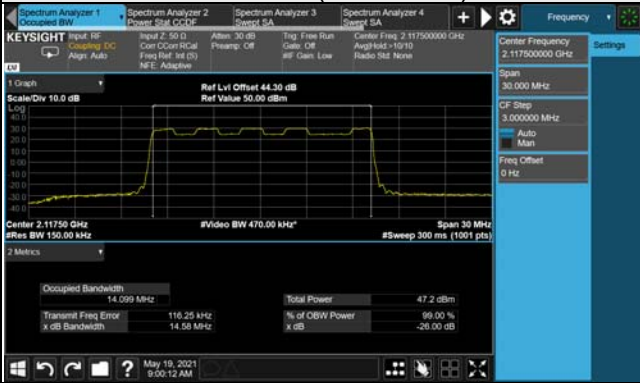 Spectrum Analyzer 1
Occupied BW
Spectrum Analyzer 2
Power Stat CCDF
Spectrum Analyzer 3
Swept SA
Spectrum Analyzer 4
Swept SA
Frequency
KEYSIGHT
Input: RF
Coupling: DC
Align: Auto
Input Z: 50 Ω
Corr CCorr RCal
Freq Ref: Int (S)
NFE: Adaptive
Atten: 30 dB
Preamp: Off
Trig: Free Run
Gate: Off
#IF Gain: Low
Center Freq: 2.117500000 GHz
Avg|Hold:>10/10
Radio Std: None
Center Frequency
2.117500000 GHz
Settings
Span
30.000 MHz
CF Step
3.000000 MHz
Auto
Man
Freq Offset
0 Hz
1 Graph
Scale/Div 10.0 dB
Ref Lvl Offset 44.30 dB
Ref Value 50.00 dBm
Log
40.0
30.0
20.0
10.0
0.00
-10.0
-20.0
-30.0
-40.0
Center 2.11750 GHz
#Res BW 150.00 kHz
#Video BW 470.00 kHz*
Span 30 MHz
#Sweep 300 ms (1001 pts)
2 Metrics
Occupied Bandwidth
14.099 MHz
Total Power 47.2 dBm
Transmit Freq Error 116.25 kHz
% of OBW Power 99.00 %
x dB Bandwidth 14.58 MHz
x dB -26.00 dB
May 19, 2021
9:00:12 AM